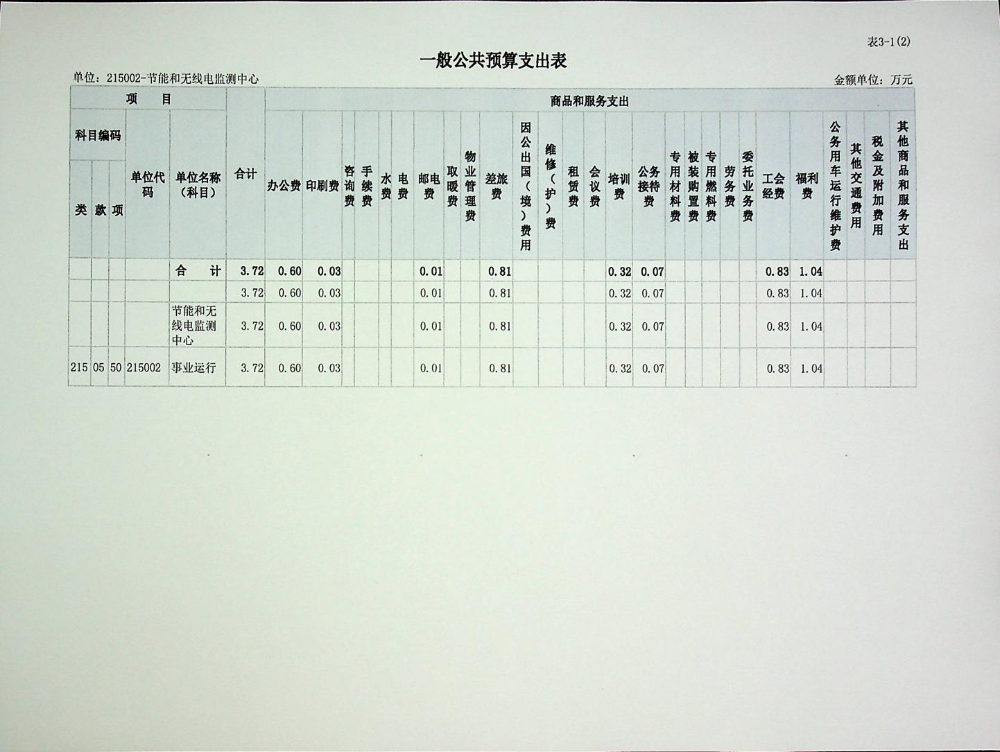 表3-1(2)
一般公共预算支出表
单位：215002-节能和无线电监测中心 金额单位：万元
项 目 合计 商品和服务支出
科目编码 单位代码 单位名称（科目） 办公费 印刷费 咨询费 手续费 水费 电费 邮电费 取暖费 物业管理费 差旅费 因公出国（境）费用 维修（护）费 租赁费 会议费 培训费 公务接待费 专用材料费 被装购置费 专用燃料费 劳务费 委托业务费 工会经费 福利费 公务用车运行维护费 其他交通费用 税金及附加费用 其他商品和服务支出
类 款 项
合 计 3.72 0.60 0.03 0.01 0.81 0.32 0.07 0.83 1.04
3.72 0.60 0.03 0.01 0.81 0.32 0.07 0.83 1.04
节能和无线电监测中心 3.72 0.60 0.03 0.01 0.81 0.32 0.07 0.83 1.04
215 05 50 215002 事业运行 3.72 0.60 0.03 0.01 0.81 0.32 0.07 0.83 1.04